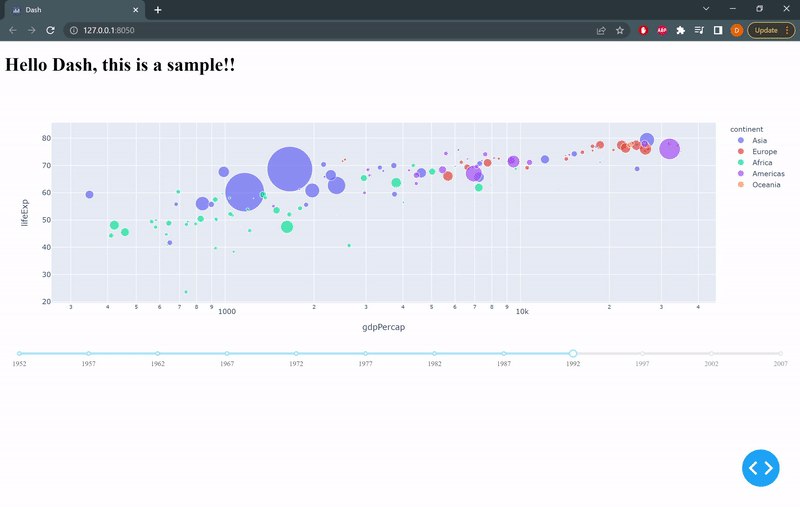 Dash
127.0.0.1:8050
ABP
D
Update
Hello Dash, this is a sample!!
continent
Asia
Europe
Africa
Americas
Oceania
80
70
60
50
40
30
20
lifeExp
3 4 5 6 7 8 9 1000 2 3 4 5 6 7 8 9 10k 2 3 4
gdpPercap
1952 1957 1962 1967 1972 1977 1982 1987 1992 1997 2002 2007